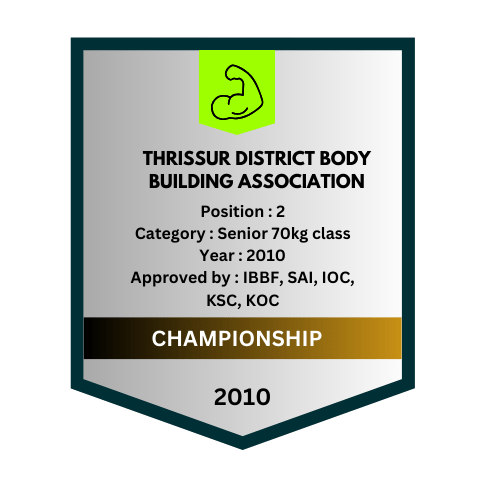 THRISSUR DISTRICT BODY
BUILDING ASSOCIATION
Position : 2
Category : Senior 70kg class
Year : 2010
Approved by : IBBF, SAI, IOC,
KSC, KOC
CHAMPIONSHIP
2010